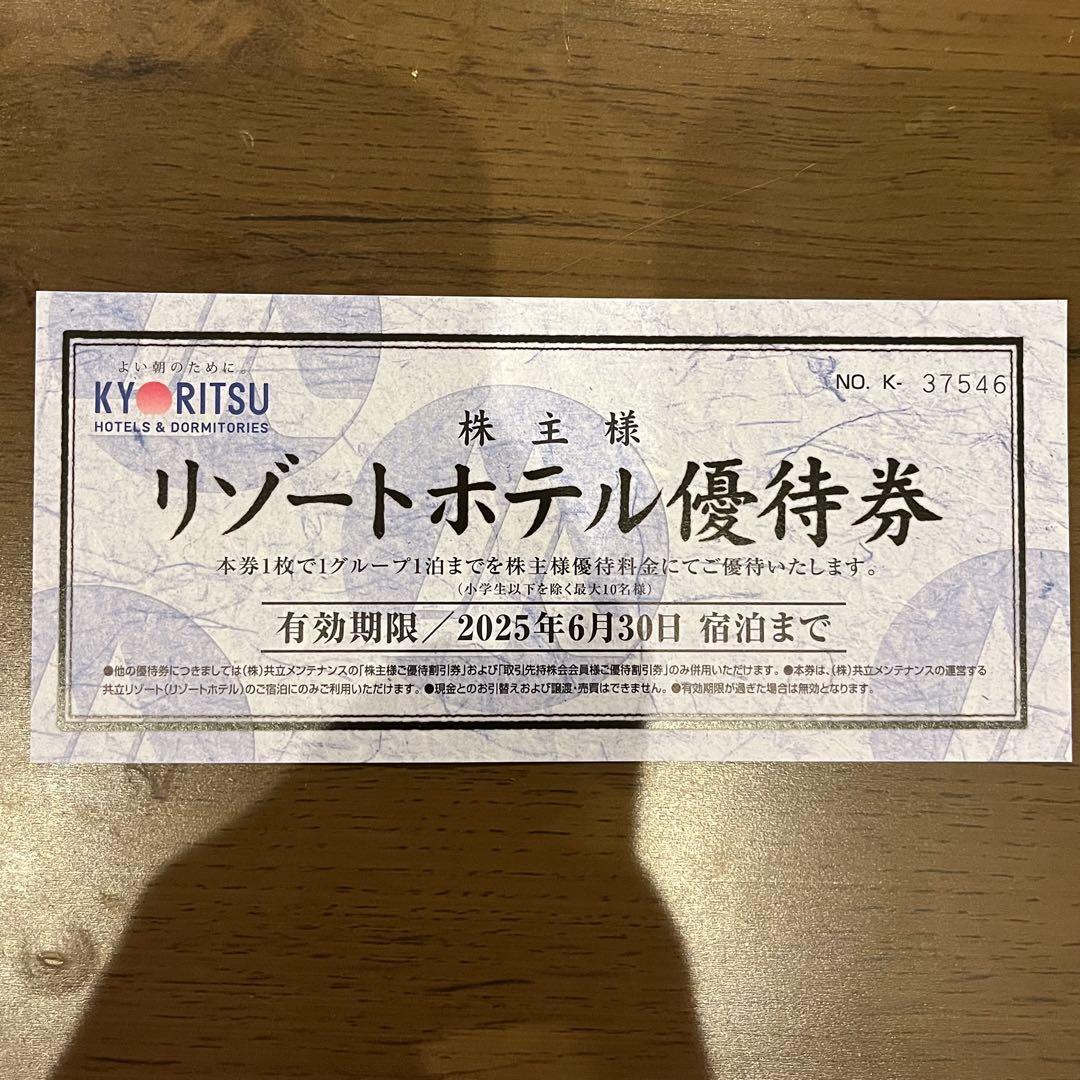 よい朝のために。
KYORITSU
HOTELS & DORMITORIES
NO. K- 37546
株主様
リゾートホテル優待券
本券1枚で1グループ1泊までを株主様優待料金にてご優待いたします。
（小学生以下を除く最大10名様）
有効期限／2025年6月30日 宿泊まで
●他の優待券につきましては（株）共立メンテナンスの「株主様ご優待割引券」および「取引先持株会会員様ご優待割引券」のみ併用いただけます。●本券は、（株）共立メンテナンスの運営する
共立リゾート（リゾートホテル）のご宿泊にのみご利用いただけます。●現金とのお引替えおよび譲渡・売買はできません。●有効期限が過ぎた場合は無効となります。